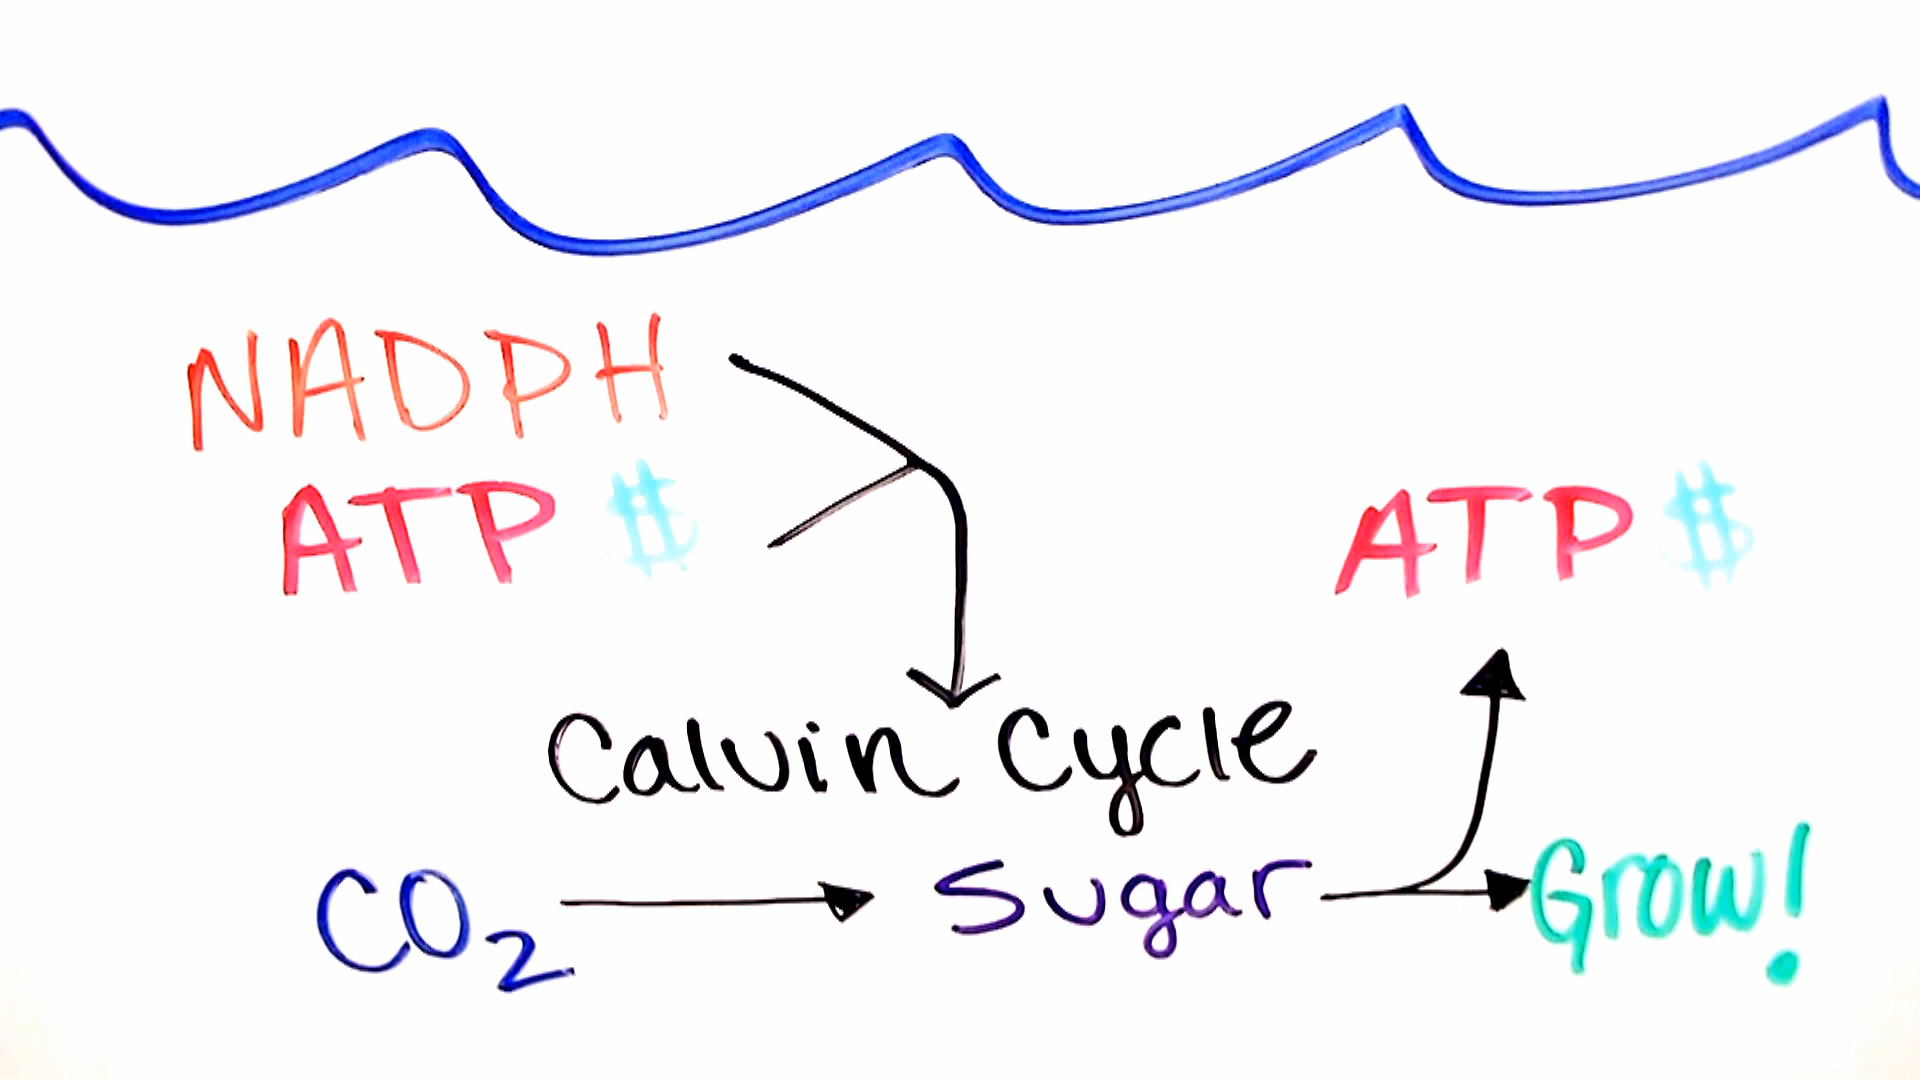 NADPH
ATP $
ATP $
Calvin Cycle
CO₂
Sugar
Grow!